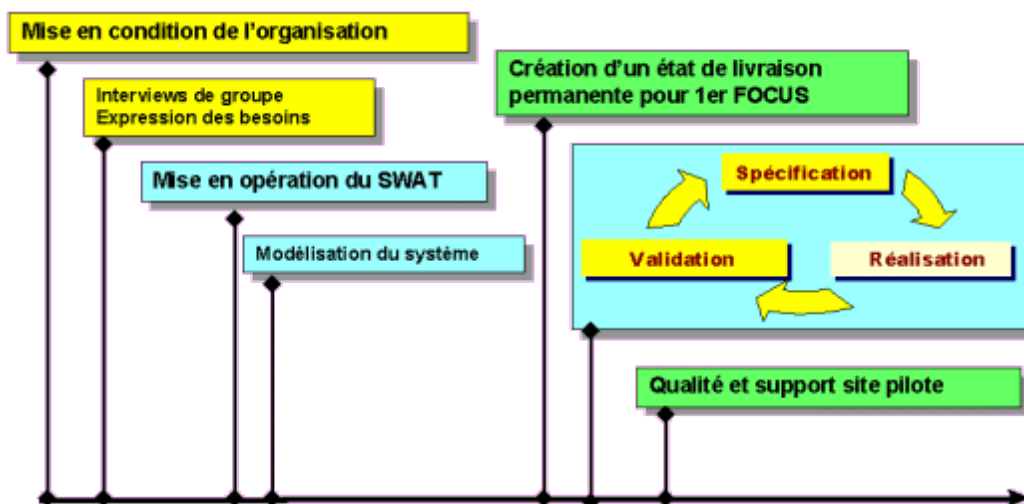 Mise en condition de l'organisation
Interviews de groupe
Expression des besoins
Mise en opération du SWAT
Modélisation du système
Création d'un état de livraison
permanente pour 1er FOCUS
Spécification
Validation
Réalisation
Qualité et support site pilote